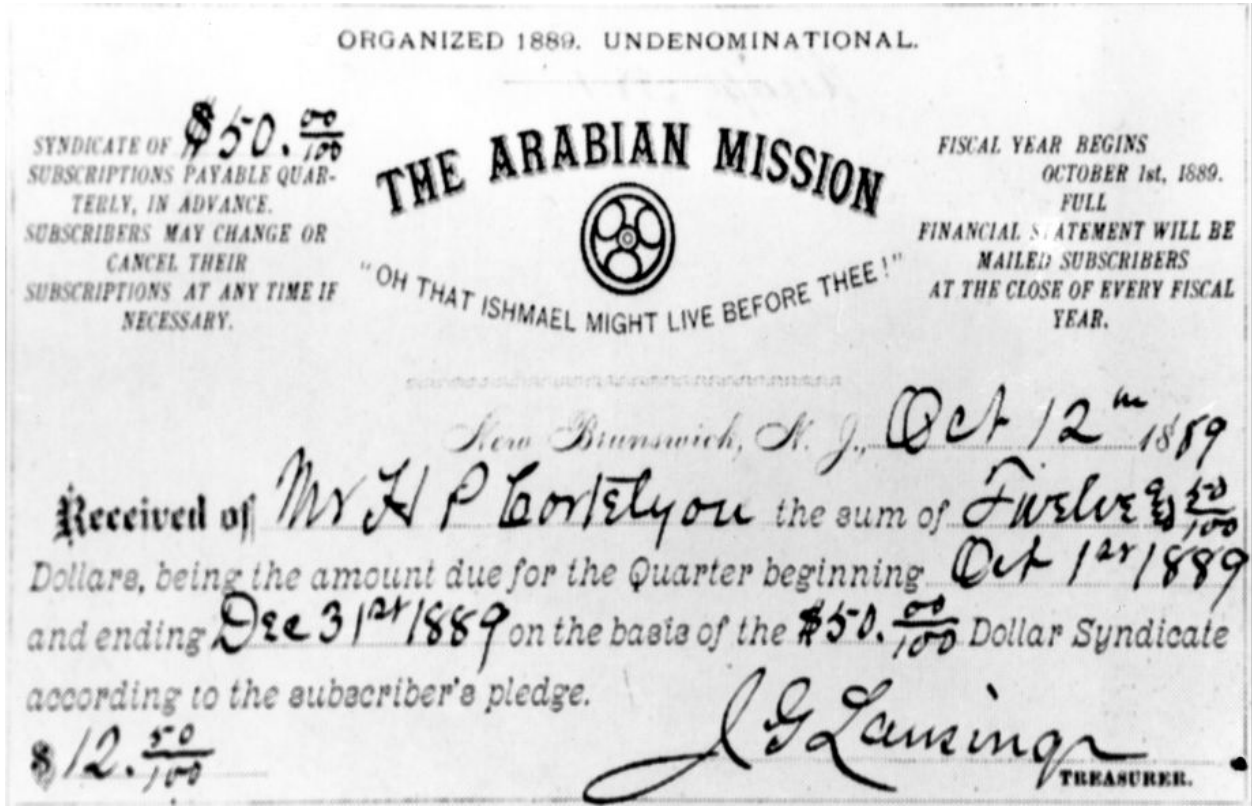 ORGANIZED 1889. UNDENOMINATIONAL.
SYNDICATE OF $50. 00/100
SUBSCRIPTIONS PAYABLE QUAR-
TERLY, IN ADVANCE.
SUBSCRIBERS MAY CHANGE OR
CANCEL THEIR
SUBSCRIPTIONS AT ANY TIME IF
NECESSARY.
THE ARABIAN MISSION
"OH THAT ISHMAEL MIGHT LIVE BEFORE THEE!"
FISCAL YEAR BEGINS
OCTOBER 1st, 1889.
FULL
FINANCIAL STATEMENT WILL BE
MAILED SUBSCRIBERS
AT THE CLOSE OF EVERY FISCAL
YEAR.
New Brunswick, N. J., Oct 12th 1889
Received of Mr H P Cortelyou the sum of Twelve & 50/100
Dollars, being the amount due for the Quarter beginning Oct 1st 1889
and ending Dec 31st 1889 on the basis of the $50. 00/100 Dollar Syndicate
according to the subscriber's pledge.
$12. 50/100
J G Lansing
TREASURER.